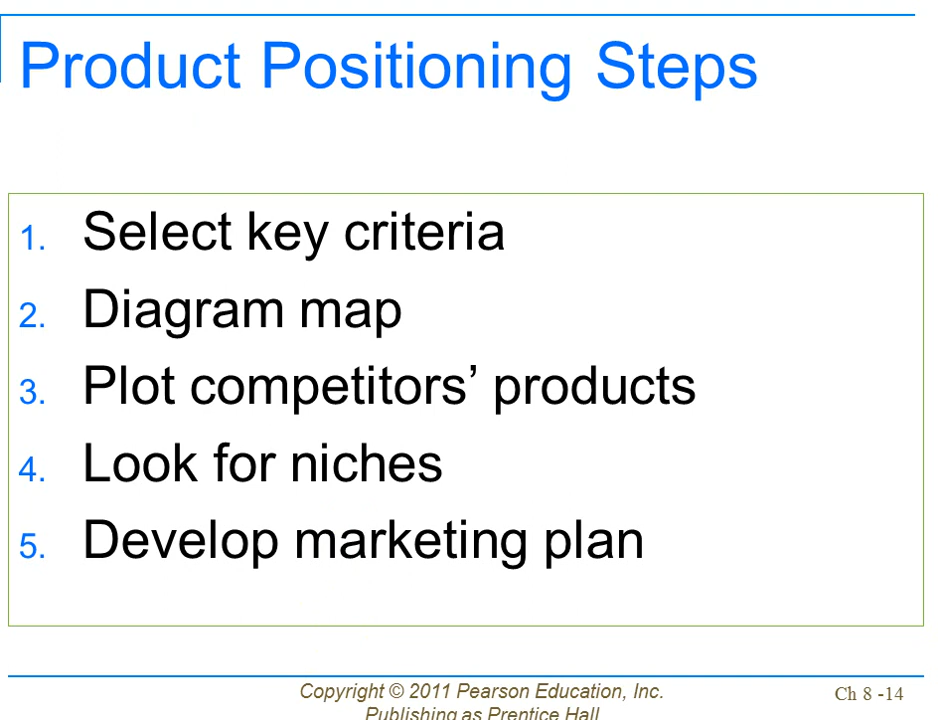 Product Positioning Steps
1. Select key criteria
2. Diagram map
3. Plot competitors’ products
4. Look for niches
5. Develop marketing plan
Copyright © 2011 Pearson Education, Inc.
Publishing as Prentice Hall
Ch 8 -14